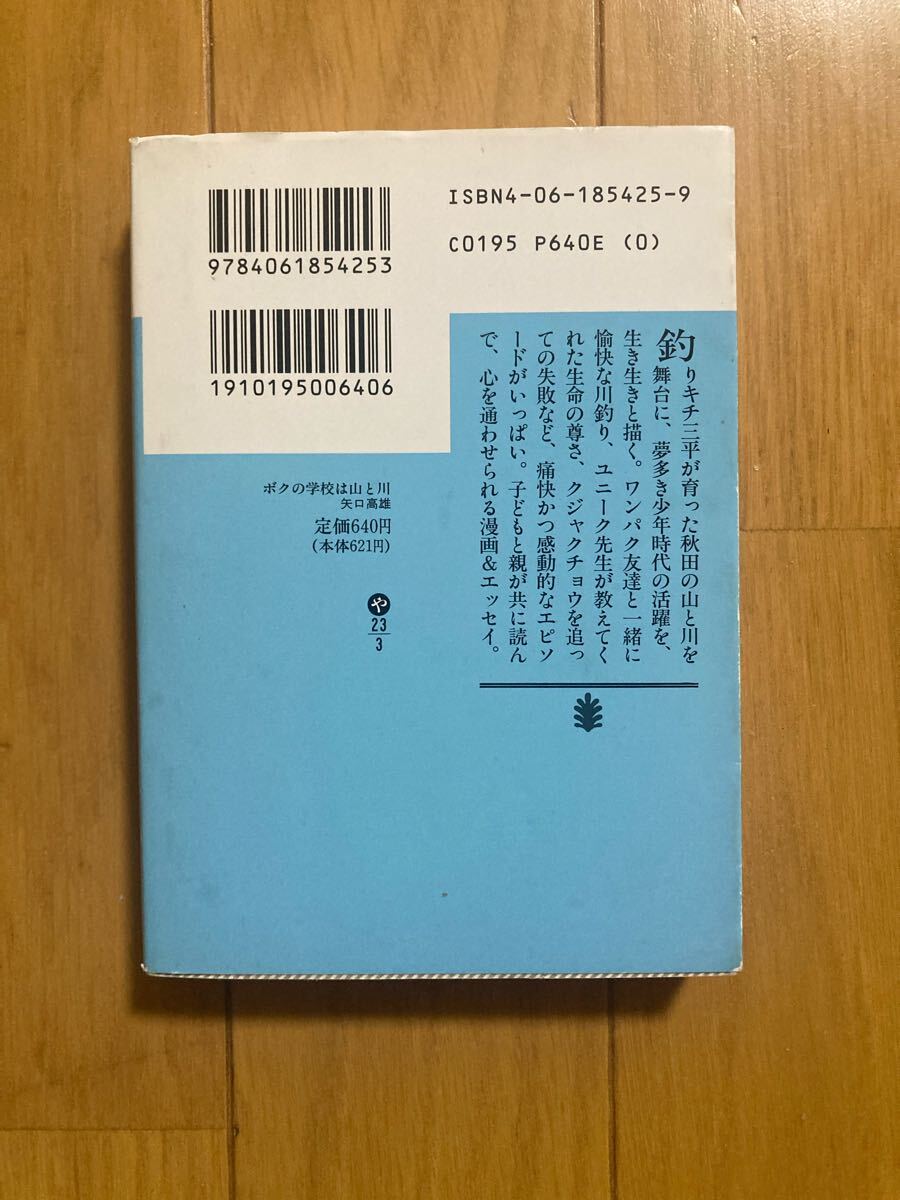 ISBN4-06-185425-9
C0195 P640E (0)
9784061854253
1910195006406
釣りキチ三平が育った秋田の山と川を
舞台に、夢多き少年時代の活躍を、
生き生きと描く。ワンパク友達と一緒に
愉快な川釣り、ユニーク先生が教えてく
れた生命の尊さ、クジャクチョウを追っ
ての失敗など、痛快かつ感動的なエピソ
ードがいっぱい。子どもと親が共に読ん
で、心を通わせられる漫画&エッセイ。
ボクの学校は山と川
矢口高雄
定価640円
(本体621円)
や
23
3